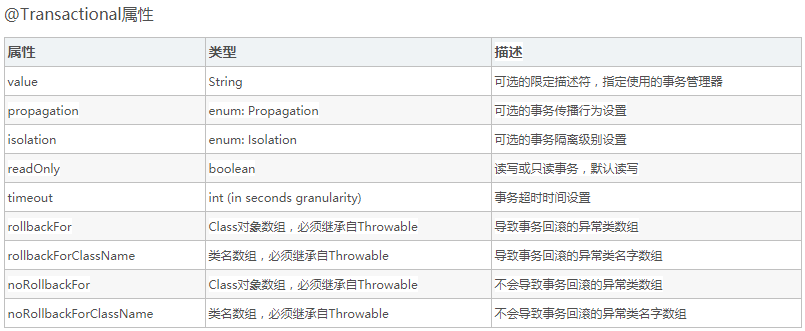 @Transactional属性
属性 类型 描述
value String 可选的限定描述符，指定使用的事务管理器
propagation enum: Propagation 可选的事务传播行为设置
isolation enum: Isolation 可选的事务隔离级别设置
readOnly boolean 读写或只读事务，默认读写
timeout int (in seconds granularity) 事务超时时间设置
rollbackFor Class对象数组，必须继承自Throwable 导致事务回滚的异常类数组
rollbackForClassName 类名数组，必须继承自Throwable 导致事务回滚的异常类名字数组
noRollbackFor Class对象数组，必须继承自Throwable 不会导致事务回滚的异常类数组
noRollbackForClassName 类名数组，必须继承自Throwable 不会导致事务回滚的异常类名字数组